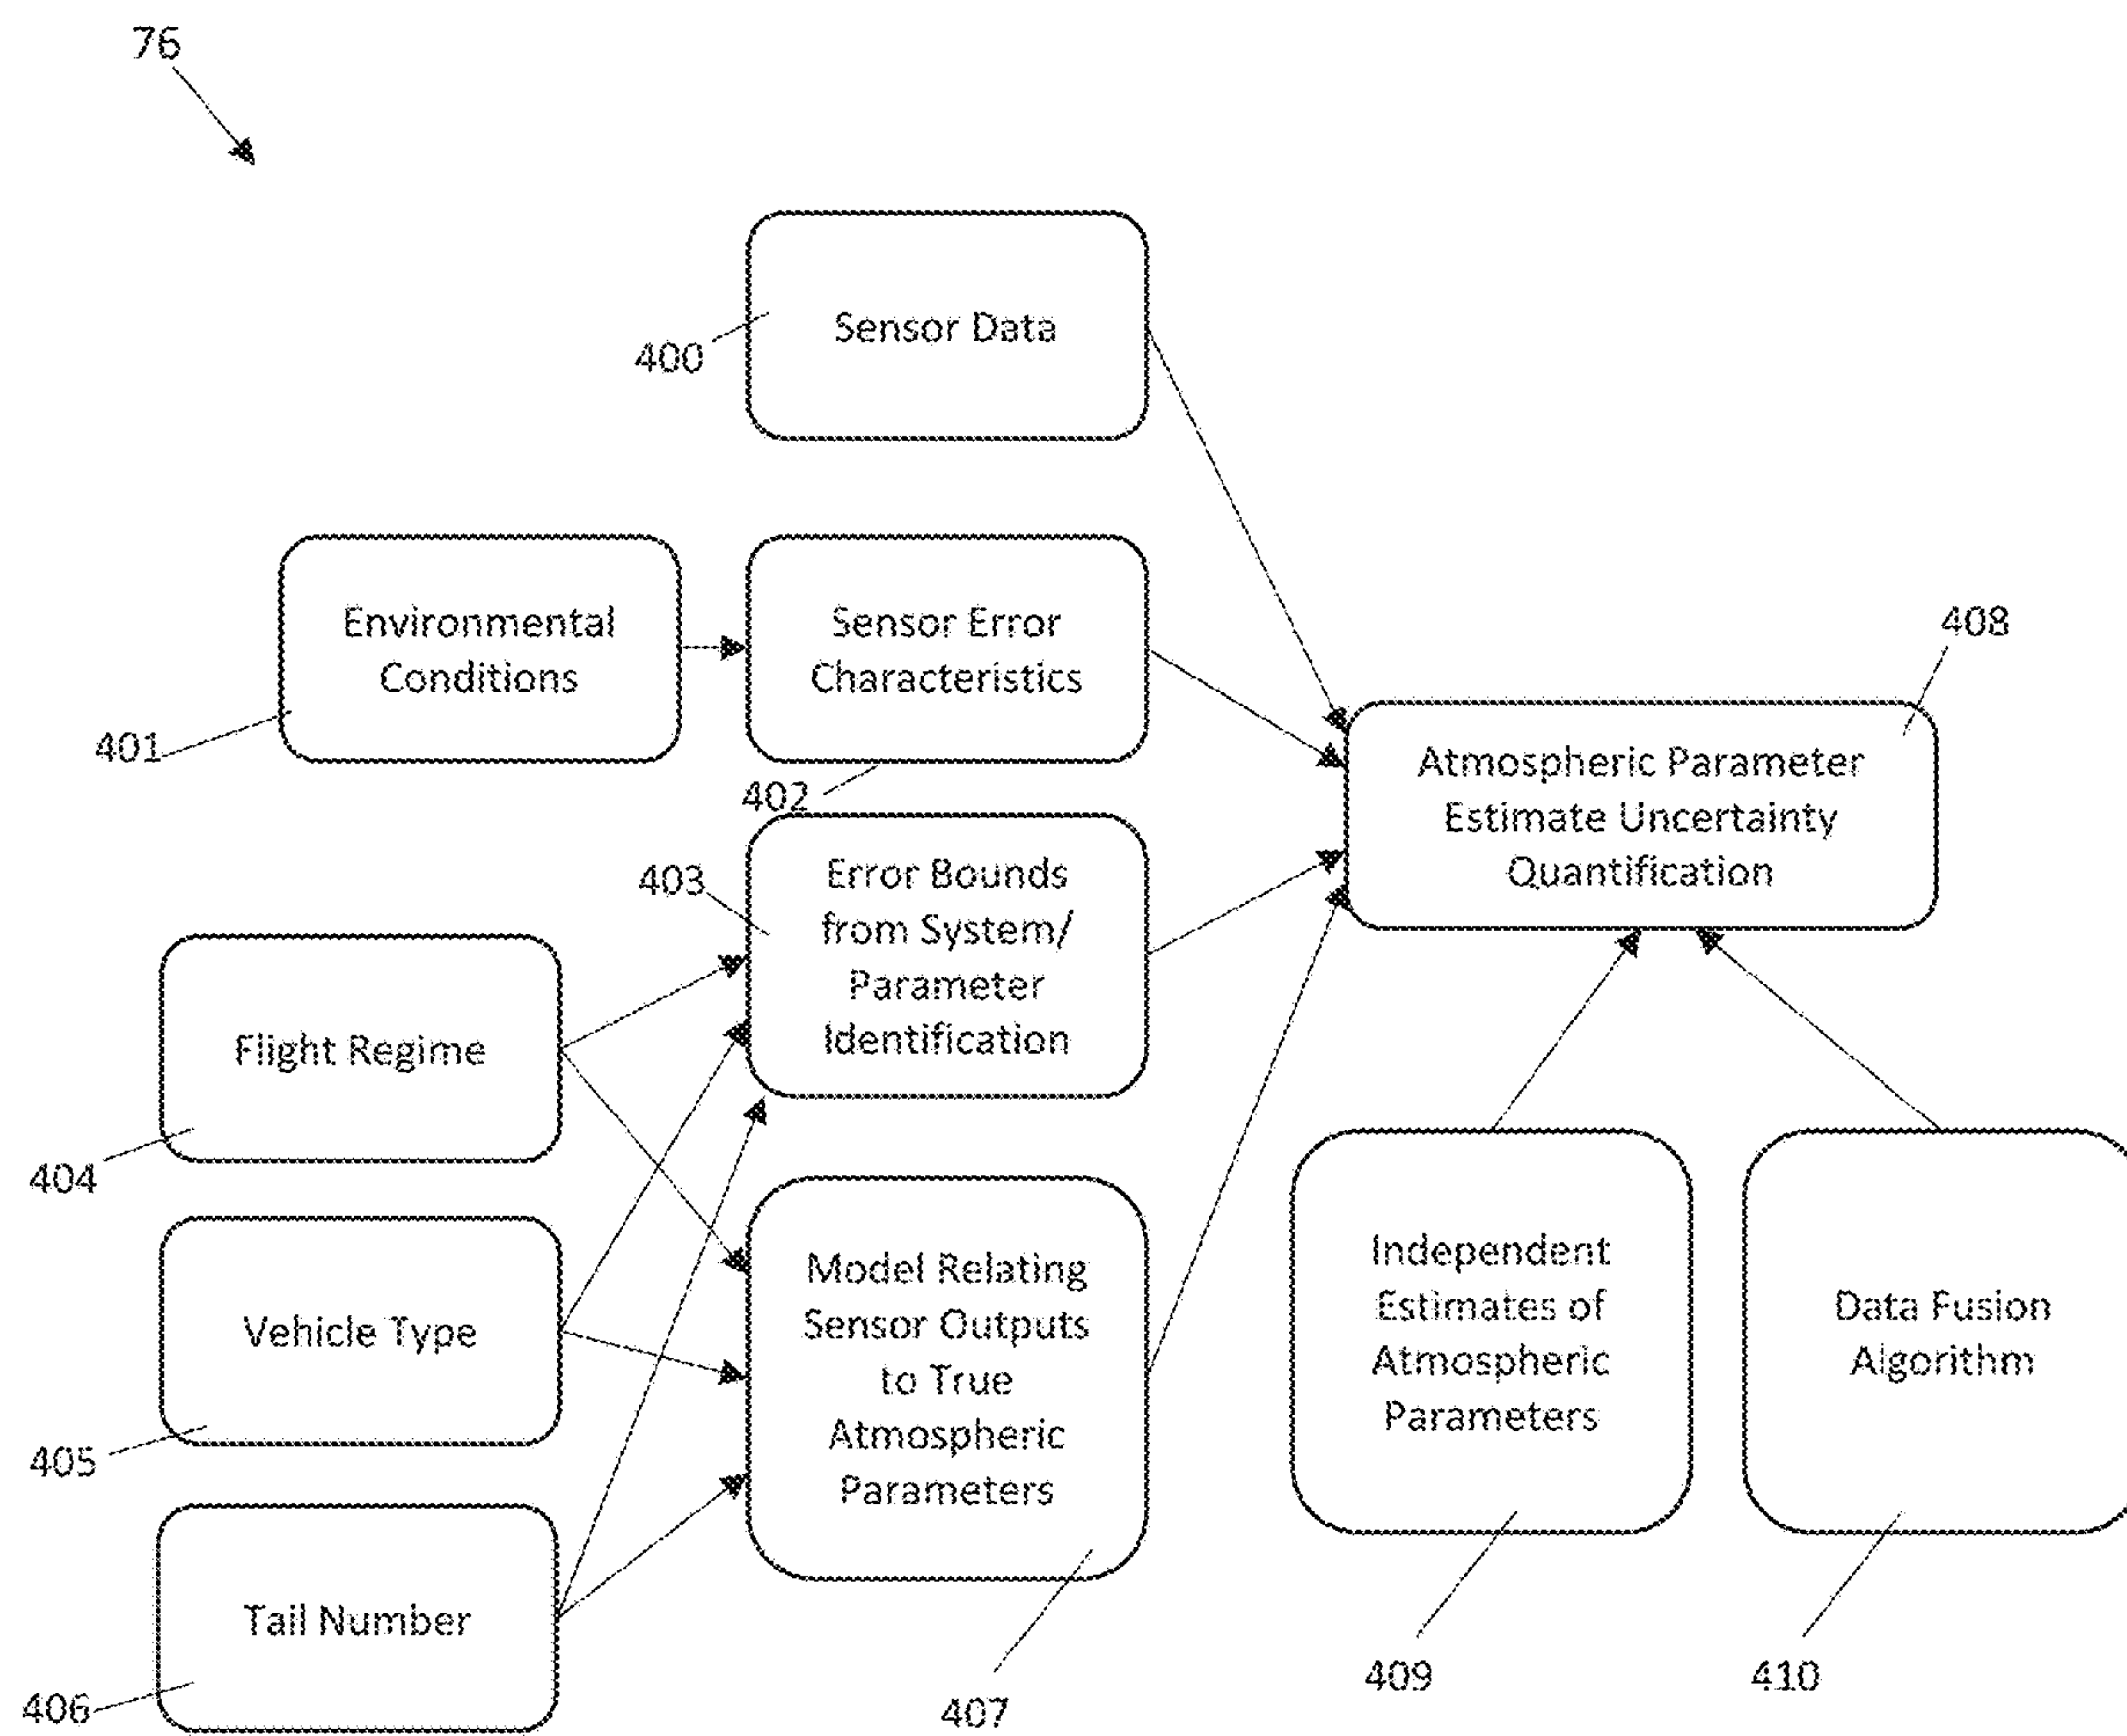 76
Sensor Data
400
Environmental
Conditions
401
Sensor Error
Characteristics
402
408
Atmospheric Parameter
Estimate Uncertainty
Quantification
403
Error Bounds
from System/
Parameter
Identification
Flight Regime
404
Vehicle Type
405
Tail Number
406
Model Relating
Sensor Outputs
to True
Atmospheric
Parameters
407
Independent
Estimates of
Atmospheric
Parameters
409
Data Fusion
Algorithm
410